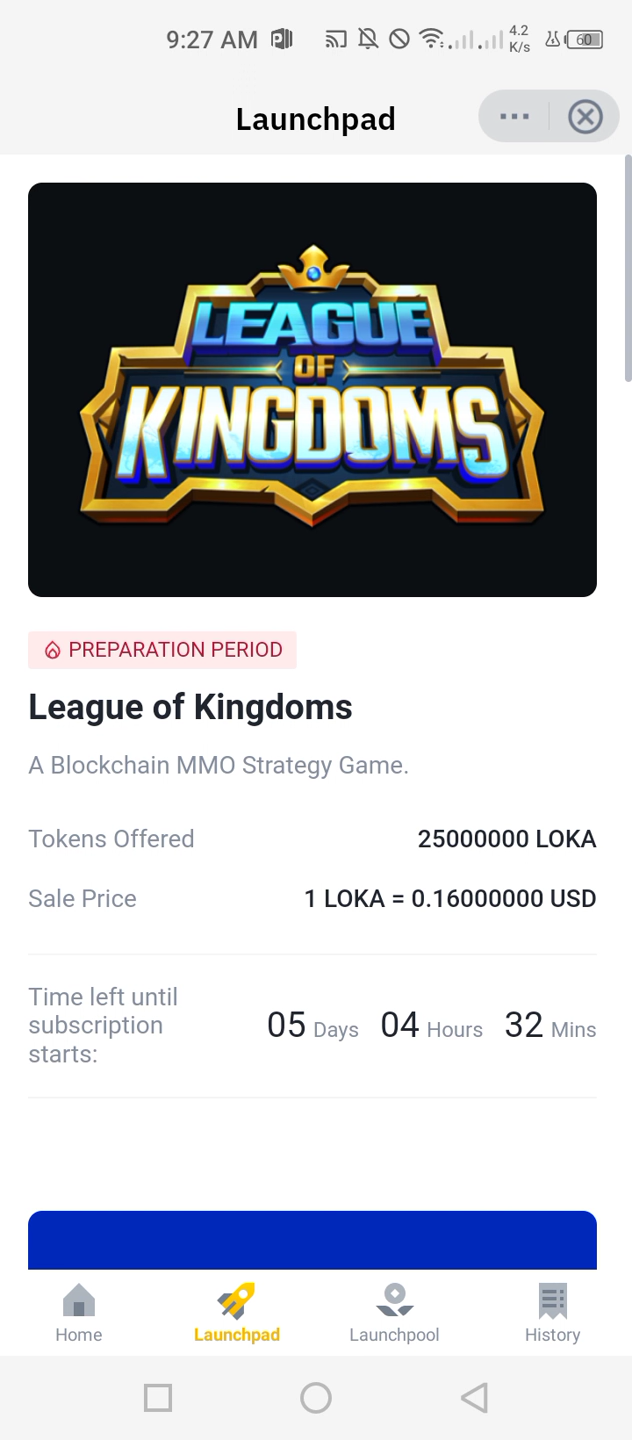 9:27 AM
4.2
K/s
60
Launchpad
LEAGUE
OF
KINGDOMS
PREPARATION PERIOD
League of Kingdoms
A Blockchain MMO Strategy Game.
Tokens Offered 25000000 LOKA
Sale Price 1 LOKA = 0.16000000 USD
Time left until
subscription
starts:
05 Days 04 Hours 32 Mins
Home Launchpad Launchpool History